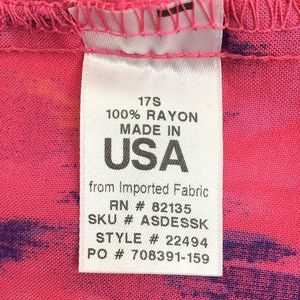 17S
100% RAYON
MADE IN
USA
from Imported Fabric
RN # 82135
SKU # ASDESSK
STYLE # 22494
PO # 708391-159